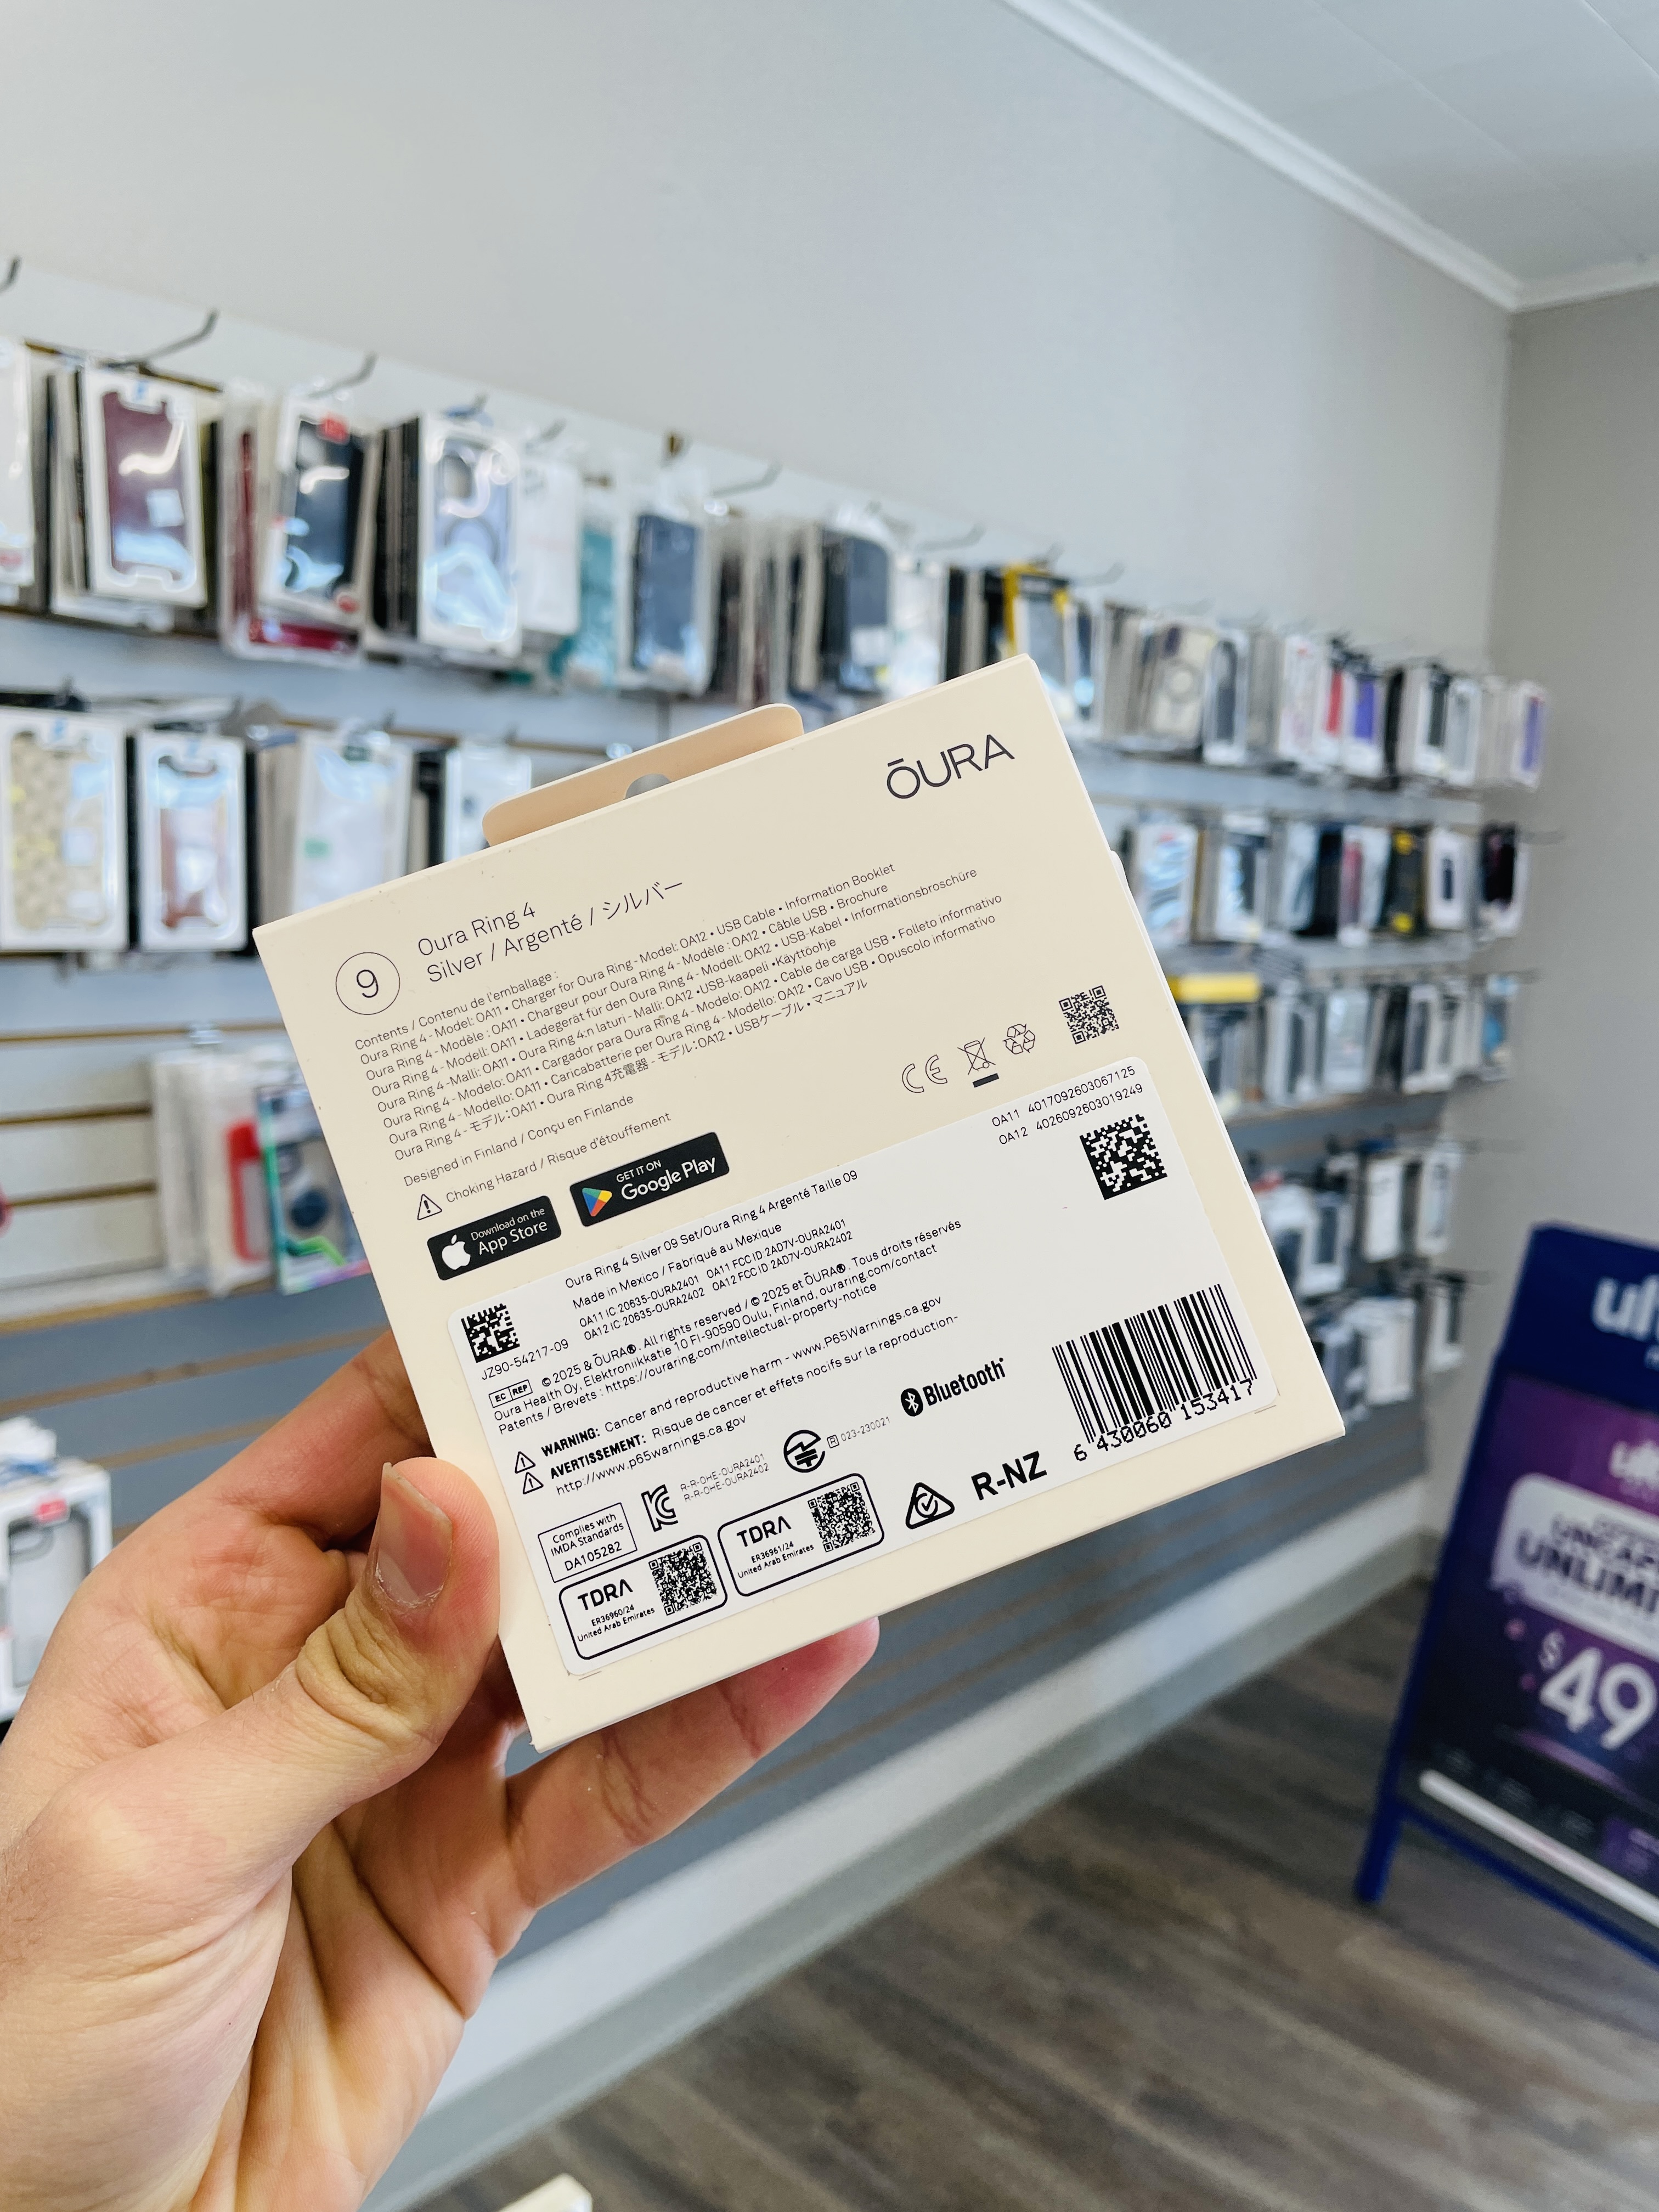 ŌURA
9
Oura Ring 4
Silver / Argenté / シルバー
Contents / Contenu de l'emballage :
Oura Ring 4 - Model: OA11 • Charger for Oura Ring - Model: OA12 • USB Cable • Information Booklet
Oura Ring 4 - Modèle : OA11 • Chargeur pour Oura Ring 4 - Modèle : OA12 • Câble USB • Brochure
Oura Ring 4 - Modell: OA11 • Ladegerät für den Oura Ring 4 - Modell: OA12 • USB-Kabel • Informationsbroschüre
Oura Ring 4 - Malli: OA11 • Oura Ring 4:n laturi - Malli: OA12 • USB-kaapeli • Käyttöohje
Oura Ring 4 - Modelo: OA11 • Cargador para Oura Ring 4 - Modelo: OA12 • Cable de carga USB • Folleto informativo
Oura Ring 4 - Modello: OA11 • Caricabatterie per Oura Ring 4 - Modello: OA12 • Cavo USB • Opuscolo informativo
Oura Ring 4 - モデル：OA11 • Oura Ring 4充電器 - モデル：OA12 • USBケーブル • マニュアル
Designed in Finland / Conçu en Finlande
Choking Hazard / Risque d'étouffement
Download on the
App Store
GET IT ON
Google Play
CE
OA11 4017092603067125
OA12 4026092603019249
Oura Ring 4 Silver 09 Set/Oura Ring 4 Argenté Taille 09
Made in Mexico / Fabriqué au Mexique
OA11 IC 20635-OURA2401 OA11 FCC ID 2AD7V-OURA2401
OA12 IC 20635-OURA2402 OA12 FCC ID 2AD7V-OURA2402
JZ90-54217-09
© 2025 & ŌURA®. All rights reserved / © 2025 et ŌURA®. Tous droits réservés
EC REP
Oura Health Oy, Elektroniikkatie 10 FI-90590 Oulu, Finland, ouraring.com/contact
Patents / Brevets : https://ouraring.com/intellectual-property-notice
WARNING: Cancer and reproductive harm - www.P65Warnings.ca.gov
AVERTISSEMENT: Risque de cancer et effets nocifs sur la reproduction-
http://www.p65warnings.ca.gov
Complies with
IMDA Standards
DA105282
R-R-OHE-OURA2401
R-R-OHE-OURA2402
R 023-230021
Bluetooth®
6 430060 153417
TDRA
ER36960/24
United Arab Emirates
TDRA
ER36961/24
United Arab Emirates
R-NZ
UNLIMI
$49